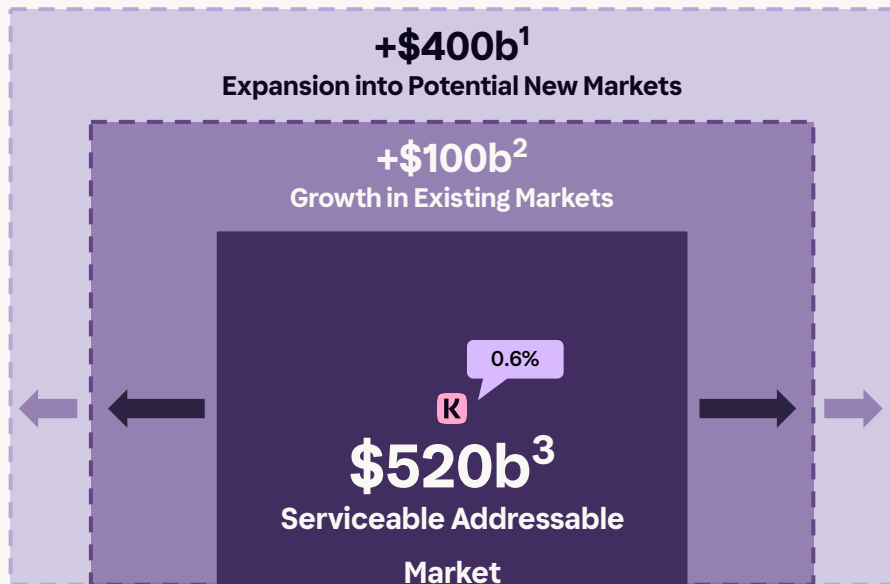 +$400b¹
Expansion into Potential New Markets
+$100b²
Growth in Existing Markets
0.6%
K
$520b³
Serviceable Addressable
Market